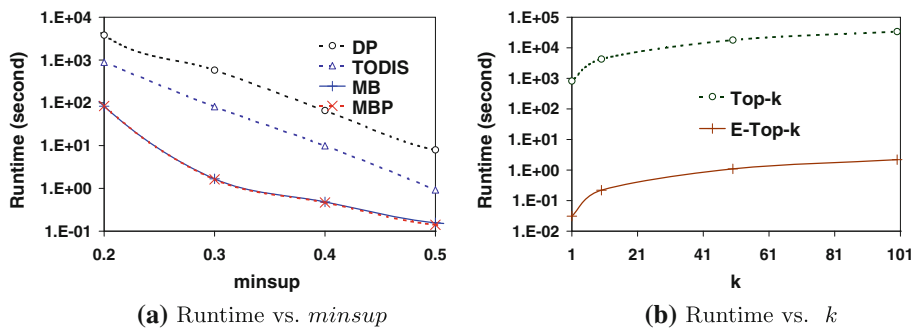 Runtime (second)
1.E+04
1.E+03
1.E+02
1.E+01
1.E+00
1.E-01
0.2 0.3 0.4 0.5
minsup
DP
TODIS
MB
MBP
(a) Runtime vs. minsup
Runtime (second)
1.E+05
1.E+04
1.E+03
1.E+02
1.E+01
1.E+00
1.E-01
1.E-02
1 21 41 61 81 101
k
Top-k
E-Top-k
(b) Runtime vs. k